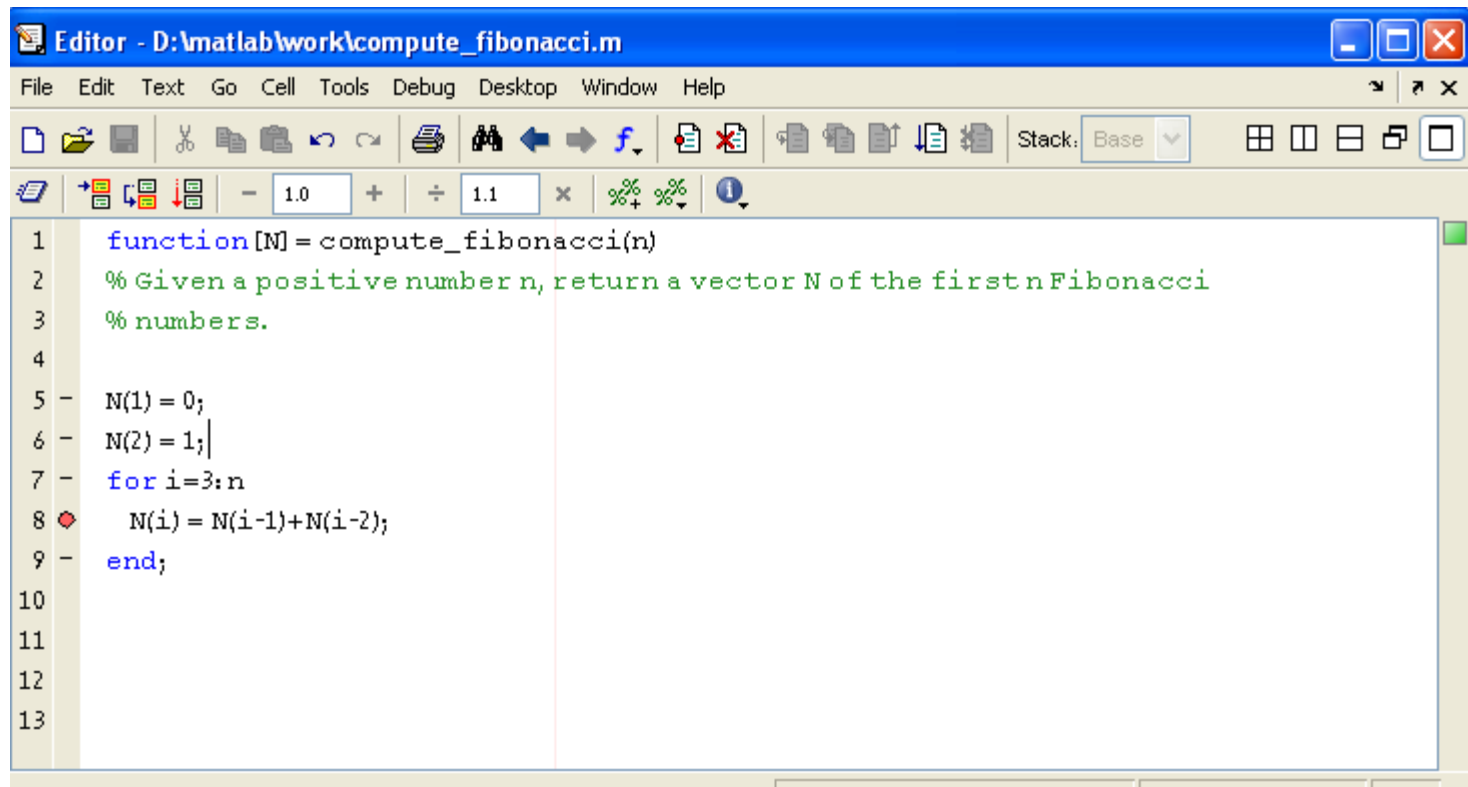 Editor - D:\matlab\work\compute_fibonacci.m
File Edit Text Go Cell Tools Debug Desktop Window Help
Stack: Base
1.0 1.1
1 function [N] = compute_fibonacci(n)
2 % Given a positive number n, return a vector N of the first n Fibonacci
3 % numbers.
4
5 - N(1) = 0;
6 - N(2) = 1;
7 - for i=3:n
8 N(i) = N(i-1)+N(i-2);
9 - end;
10
11
12
13